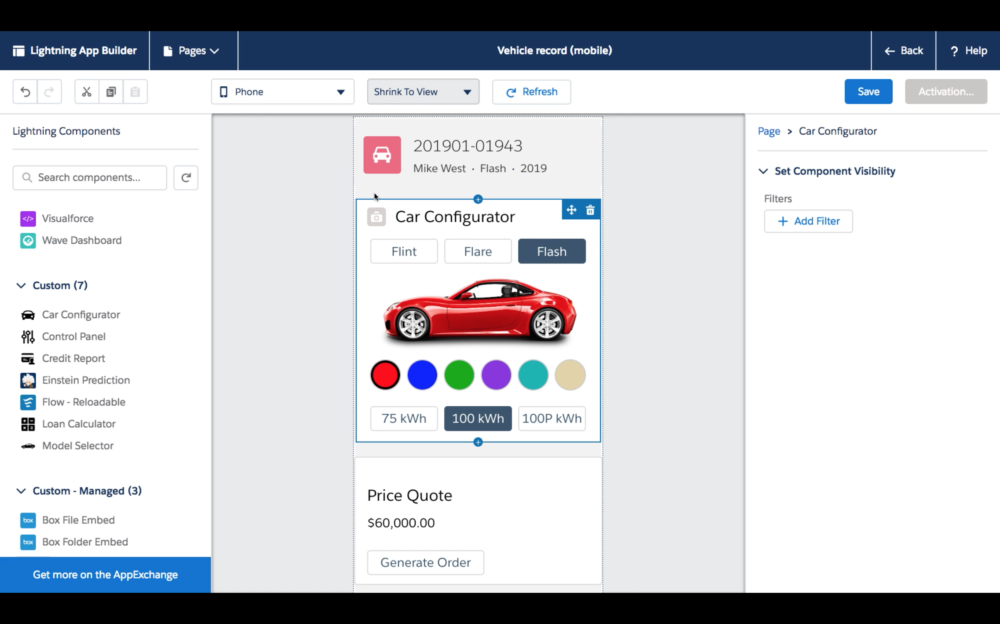 Lightning App Builder
Pages
Vehicle record (mobile)
Back
? Help
Phone
Shrink To View
Refresh
Save
Activation...
Lightning Components
Search components...
</>
Visualforce
Wave Dashboard
Custom (7)
Car Configurator
Control Panel
Credit Report
Einstein Prediction
Flow - Reloadable
Loan Calculator
Model Selector
Custom - Managed (3)
box
Box File Embed
box
Box Folder Embed
Get more on the AppExchange
201901-01943
Mike West · Flash · 2019
Car Configurator
Flint
Flare
Flash
75 kWh
100 kWh
100P kWh
Price Quote
$60,000.00
Generate Order
Page > Car Configurator
Set Component Visibility
Filters
+ Add Filter